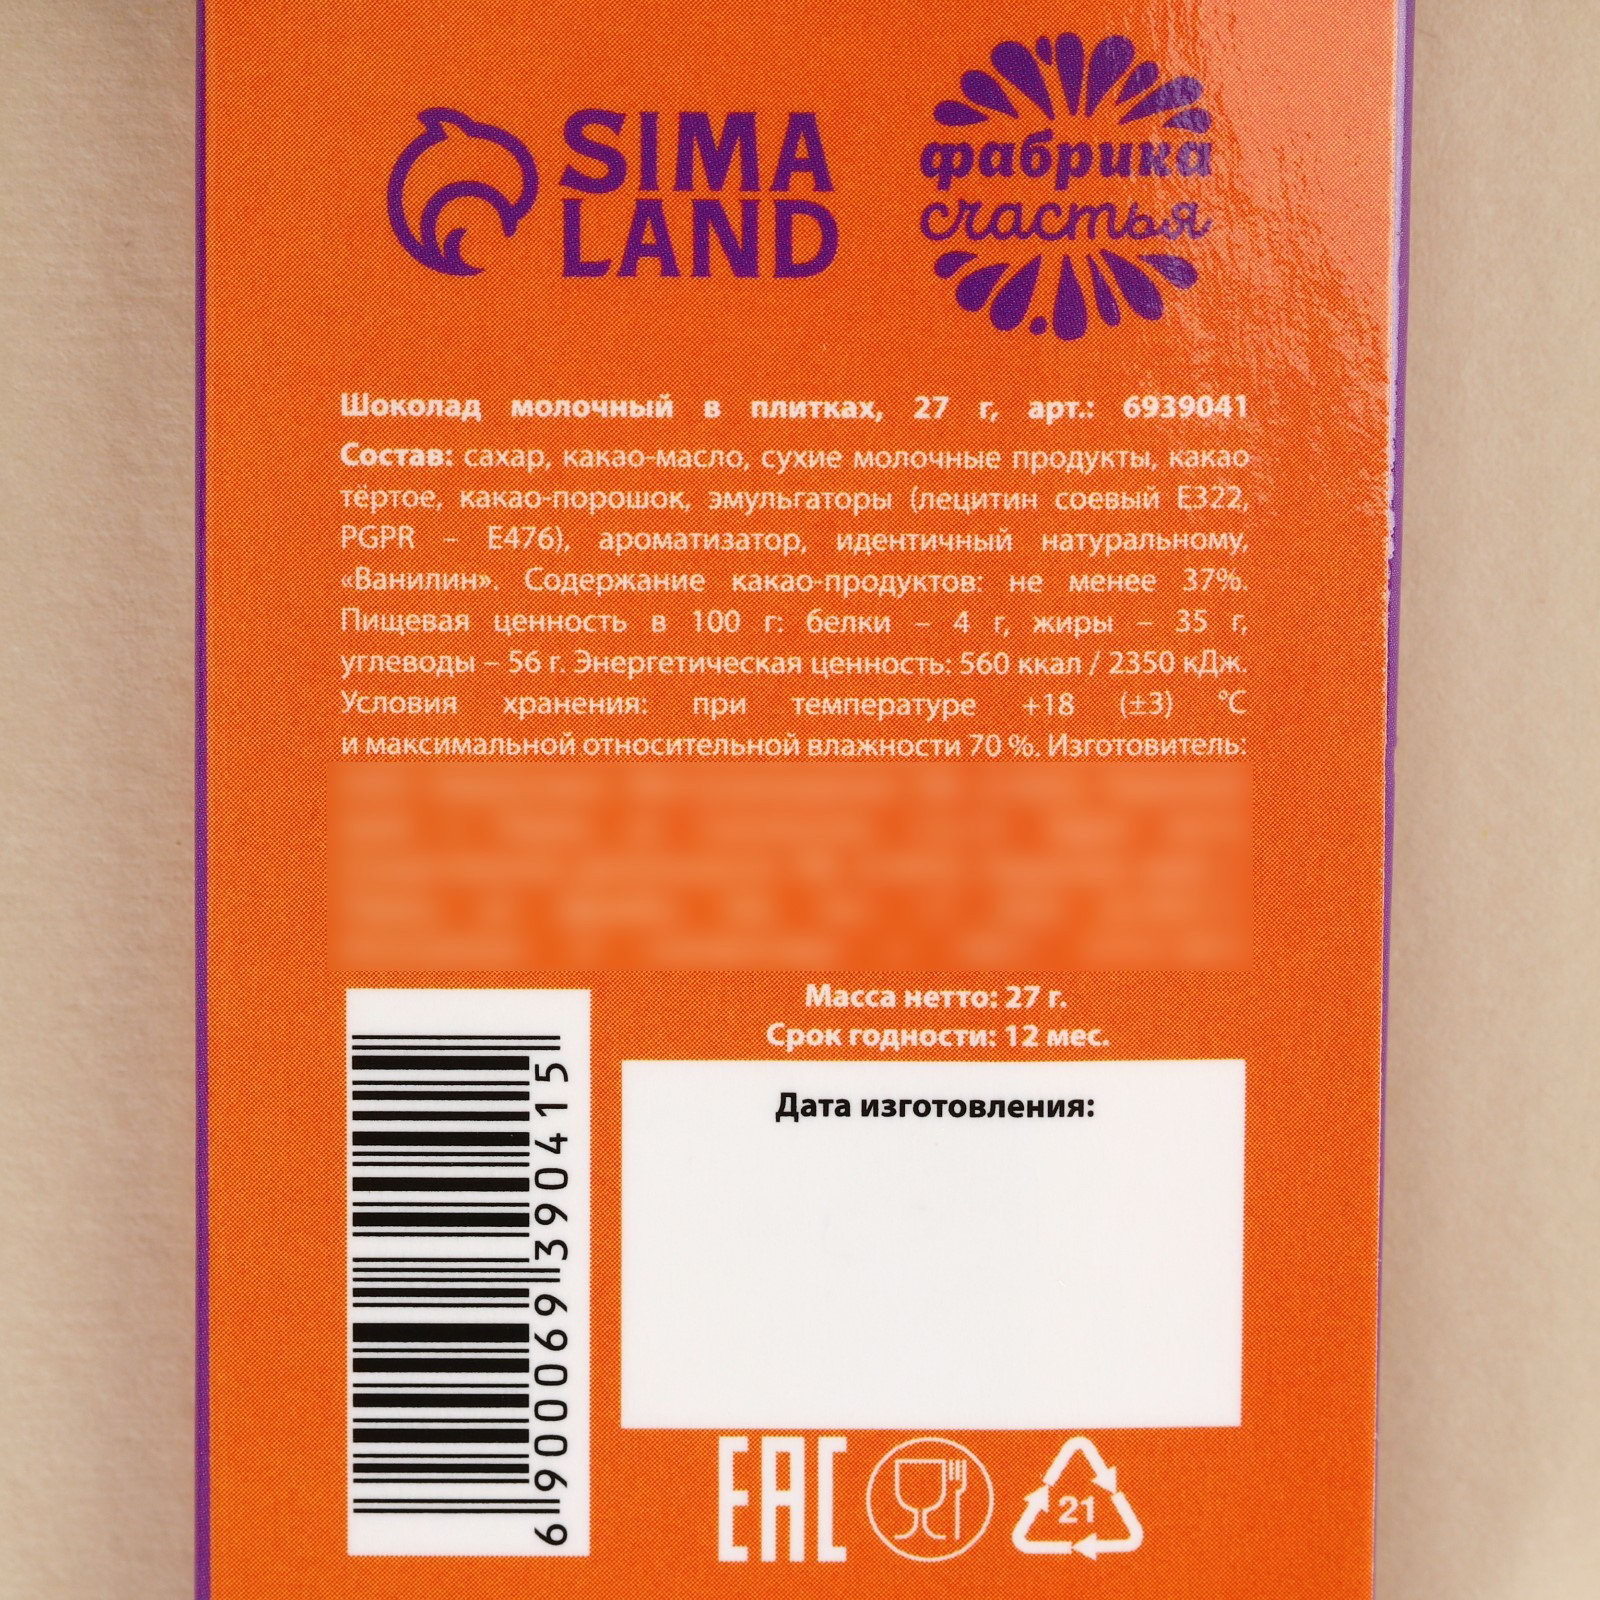 SIMA
LAND
фабрика
счастья
Шоколад молочный в плитках, 27 г, арт.: 6939041
Состав: сахар, какао-масло, сухие молочные продукты, какао
тёртое, какао-порошок, эмульгаторы (лецитин соевый Е322,
PGPR – Е476), ароматизатор, идентичный натуральному,
«Ванилин». Содержание какао-продуктов: не менее 37%.
Пищевая ценность в 100 г: белки – 4 г, жиры – 35 г,
углеводы – 56 г. Энергетическая ценность: 560 ккал / 2350 кДж.
Условия хранения: при температуре +18 (±3) °С
и максимальной относительной влажности 70 %. Изготовитель:
Масса нетто: 27 г.
Срок годности: 12 мес.
Дата изготовления:
6900069390415
ЕАС
21